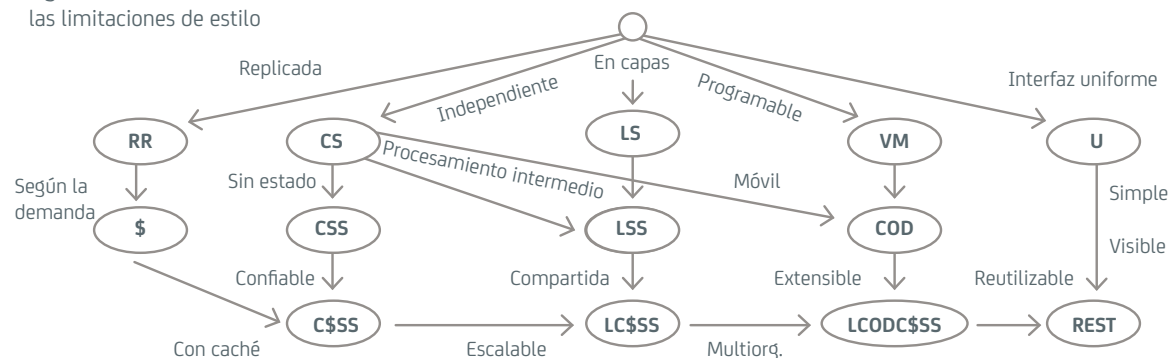 las limitaciones de estilo
Replicada
Independiente
En capas
Programable
Interfaz uniforme
RR
CS
LS
VM
U
Según la
demanda
Sin estado
Procesamiento intermedio
Móvil
Simple
$
CSS
LSS
COD
Visible
Confiable
Compartida
Extensible
Reutilizable
C$SS
LC$SS
LCODC$SS
REST
Con caché
Escalable
Multiorg.